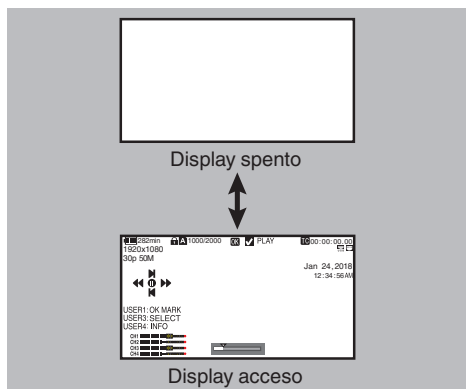 Display spento
282min A 1000/2000 OK PLAY TC 00:00:00.00
1920x1080
30p 50M
Jan 24,2018
12:34:56AM
USER1: OK MARK
USER3: SELECT
USER4: INFO
CH1
CH2
CH3
CH4
Display acceso